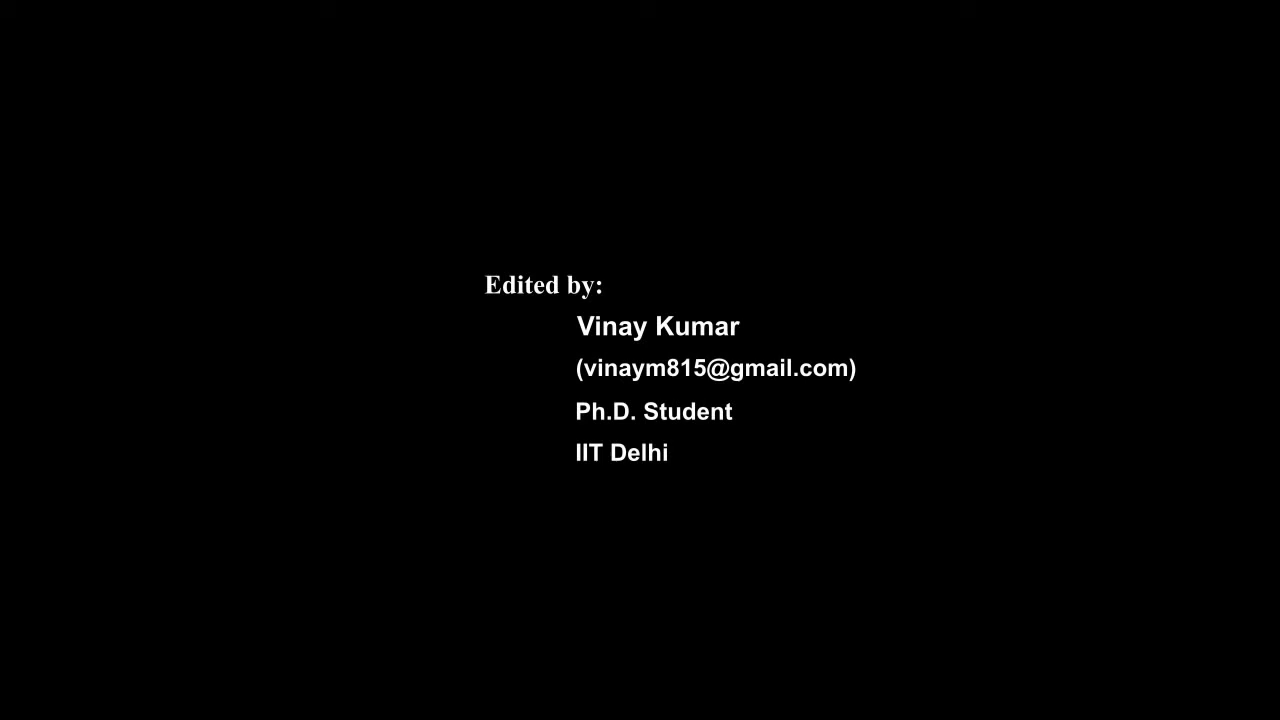 Edited by:
Vinay Kumar
(vinaym815@gmail.com)
Ph.D. Student
IIT Delhi